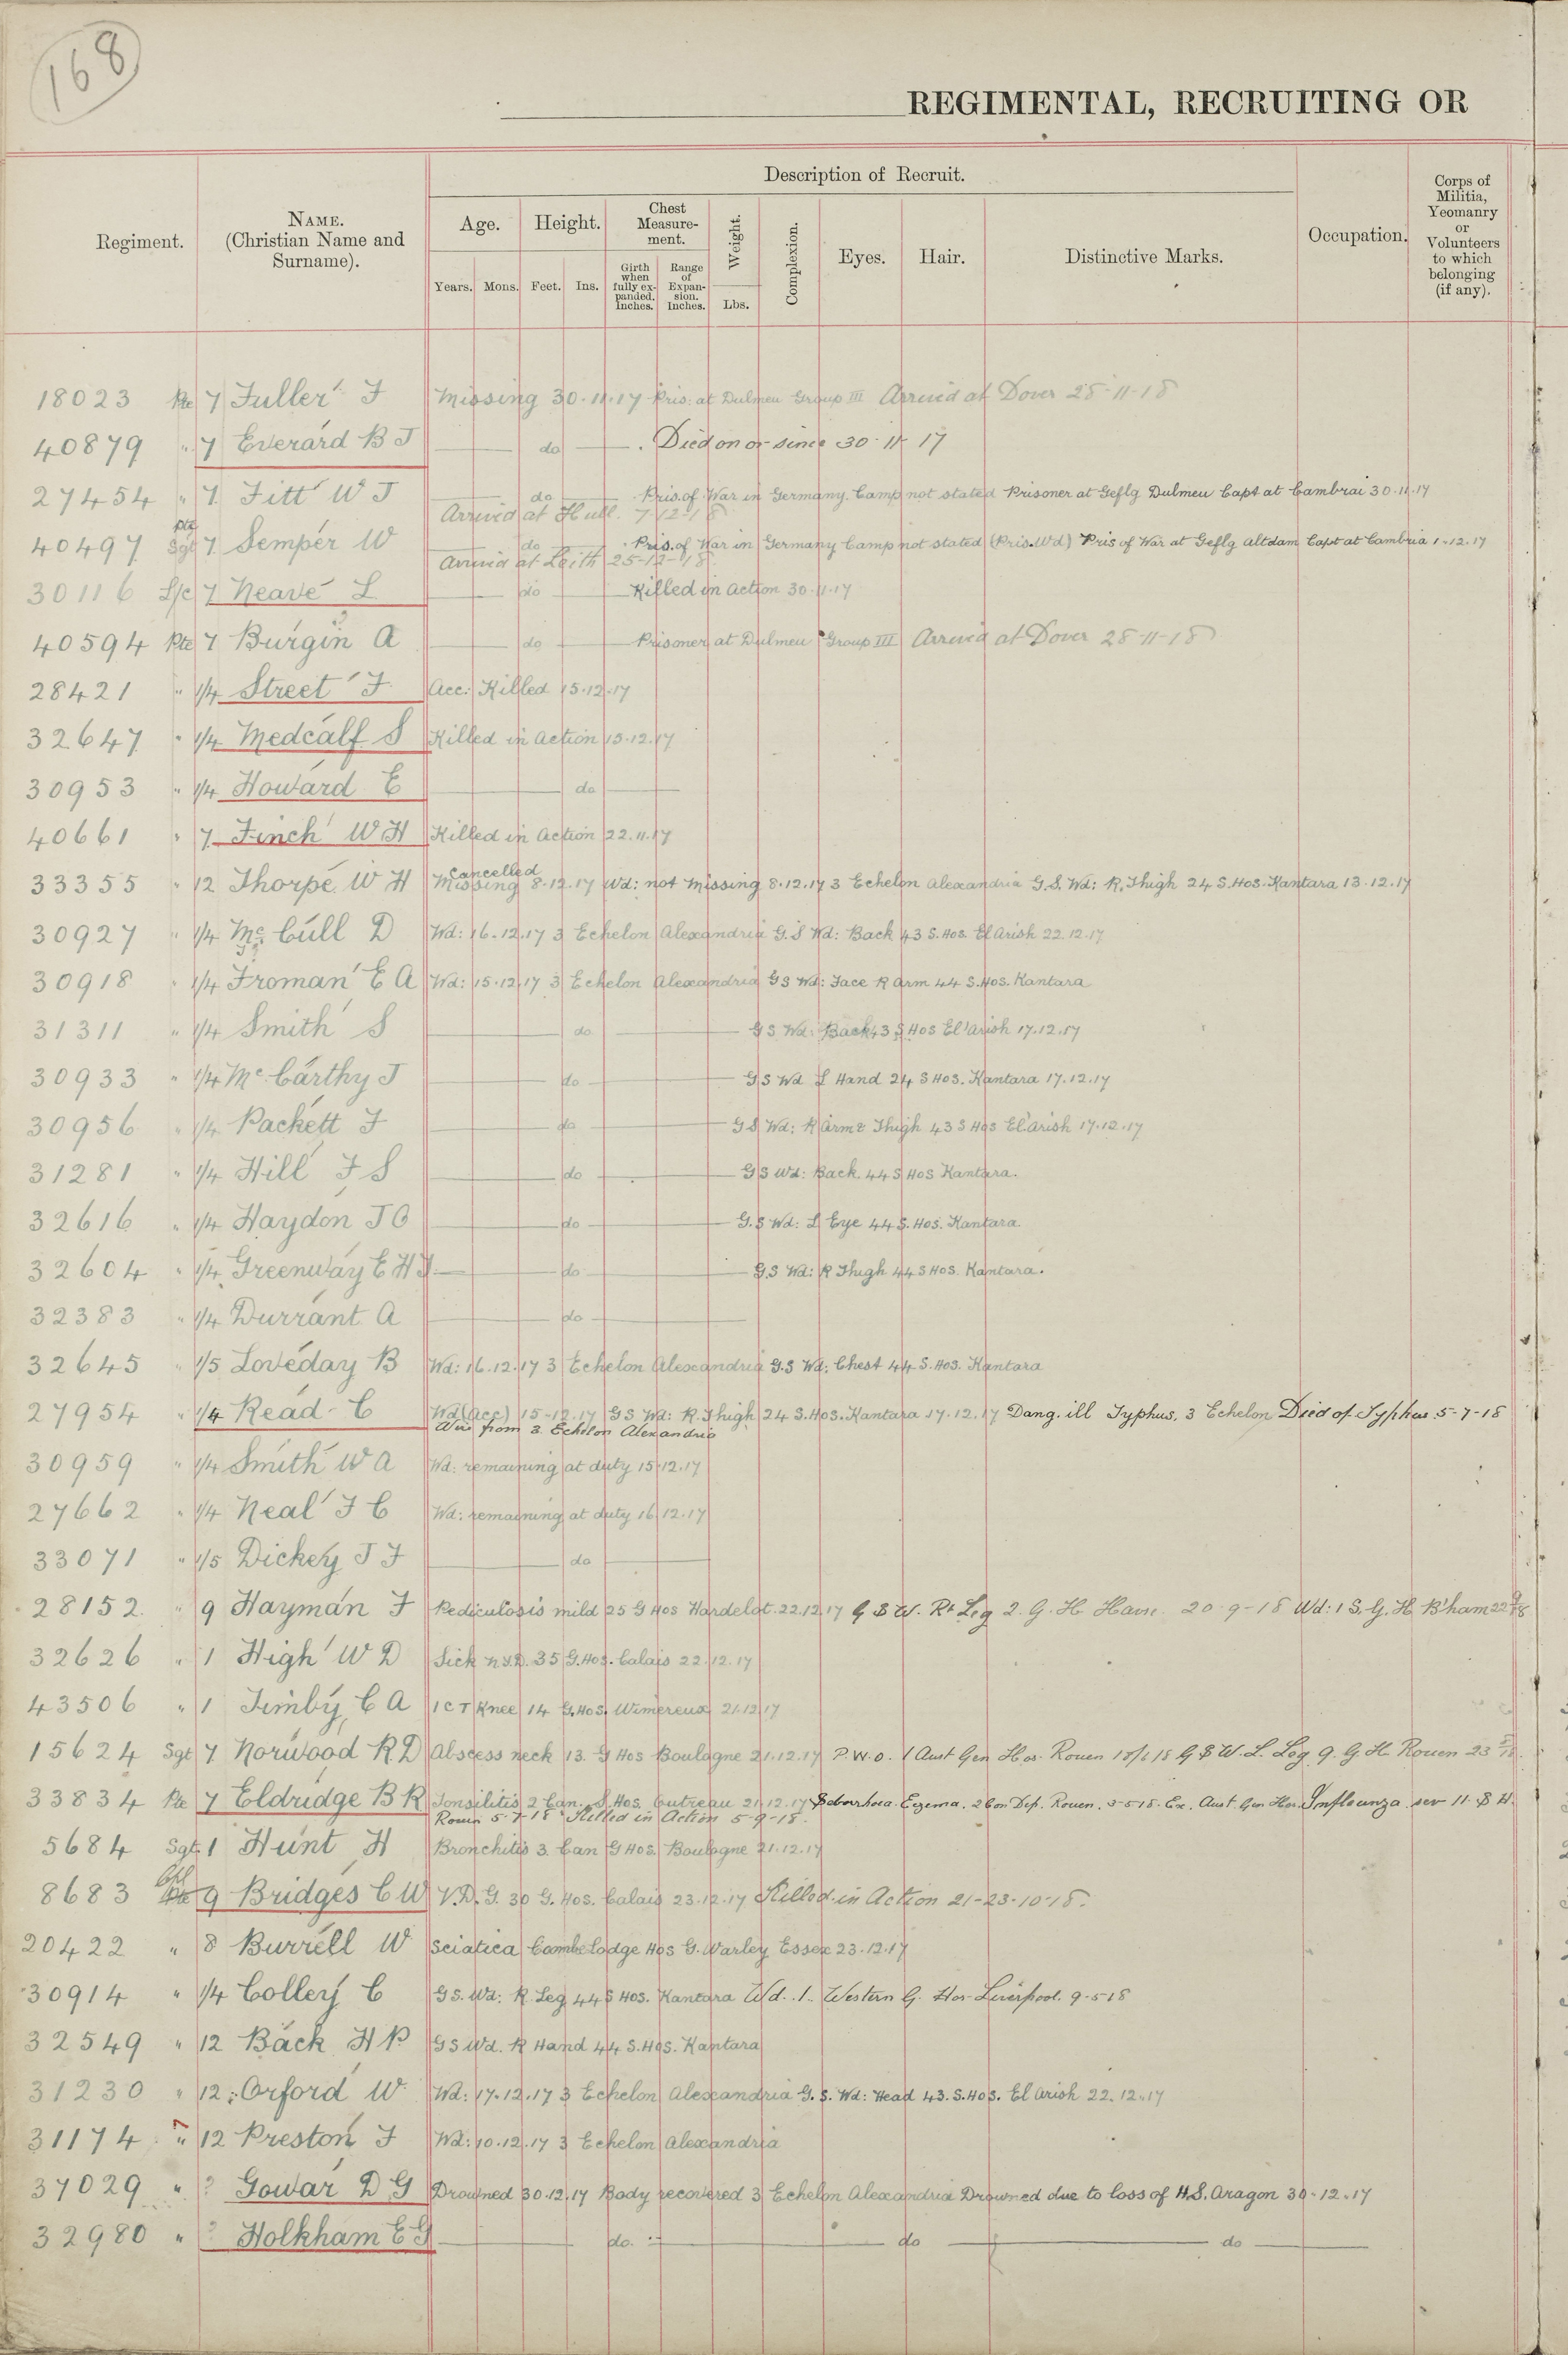 168
REGIMENTAL, RECRUITING OR
Description of Recruit.
Regiment. NAME. (Christian Name and Surname). Age. Height. Chest Measurement. Weight. Complexion. Eyes. Hair. Distinctive Marks. Occupation. Corps of Militia, Yeomanry or Volunteers to which belonging (if any).
Years. Mons. Feet. Ins. Girth when fully expanded. Inches. Range of Expansion. Inches. Lbs.
18023 Pte 7 Fuller F Missing 30.11.17 Pris: at Dulmen Group III Arrived at Dover 28-11-18
40879 " 7 Everard B J do . Died on or since 30-11-17
27454 " 7 Fitt W J do Pris. of War in Germany. Camp not stated Prisoner at Geflg Dulmen Capt at Cambrai 30.11.17
Arrived at Hull. 7-12-18
40497 Pte Sgt 7 Semper W do Pris. of War in Germany Camp not stated (Pris. Wd) Pris of War at Geflg Altdam Capt at Cambria 1.12.17
Arrived at Leith 25-12-18
30116 L/c 7 Neave L do Killed in Action 30.11.17
40594 Pte 7 Burgin A do Prisoner at Dulmen Group III Arrived at Dover 28-11-18
28421 " 1/4 Street F Acc: Killed 15.12.17
32647 " 1/4 Medcalf S Killed in Action 15.12.17
30953 " 1/4 Howard E do
40661 " 7 Finch W H Killed in Action 22.11.17
33355 " 12 Thorpe W H Cancelled Missing 8.12.17 Wd: not Missing 8.12.17 3 Echelon Alexandria G.S. Wd: R. Thigh 24 S. Hos. Kantara 13.12.17
30927 " 1/4 Mc Cull D Wd: 16.12.17 3 Echelon Alexandria G.S Wd: Back 43 S. Hos. El Arish 22.12.17
30918 " 1/4 Froman E A Wd: 15.12.17 3 Echelon Alexandria G S Wd: Face R Arm 44 S. Hos. Kantara
31311 " 1/4 Smith S do G S Wd: Back 43 S Hos El Arish 17.12.17
30933 " 1/4 Mc Carthy J do G S Wd L Hand 24 S Hos. Kantara 17.12.17
30956 " 1/4 Packett F do G S Wd: R Arm & Thigh 43 S Hos El Arish 17.12.17
31281 " 1/4 Hill F S do G S Wd: Back 44 S Hos Kantara.
32616 " 1/4 Haydon J O do G.S Wd: L Eye 44 S. Hos. Kantara
32604 " 1/4 Greenway E H J do G.S Wd: R Thigh 44 S Hos. Kantara.
32383 " 1/4 Durrant A do
32645 " 1/5 Loveday B Wd: 16.12.17 3 Echelon Alexandria G.S Wd: Chest 44 S. Hos. Kantara
27954 " 1/4 Read C Wd (Acc) 15-12.17 G S Wd: R. Thigh 24 S. Hos. Kantara 17.12.17 Dang. ill Typhus, 3 Echelon Died of Typhus 5-7-18
Wir from 3. Echelon Alexandria
30959 " 1/4 Smith W A Wd: remaining at duty 15.12.17
27662 " 1/4 Neal F C Wd: remaining at duty 16.12.17
33071 " 1/5 Dickey J F do
28152 " 9 Hayman F Pediculosis mild 25 G Hos Hardelot. 22.12.17 G S W. Rt Leg 2. G. H. Havre 20-9-18 Wd: 1 S. G. H. B'ham 22 9/18
32626 " 1 High W D Sick N.Y.D. 35 G. Hos. Calais 22.12.17
43506 " 1 Jimby C A I C T Knee 14 G. Hos. Wimereux 21.12.17
15624 Sgt 7 Norwood R. D Abscess neck 13. G Hos Boulogne 21.12.17 P.W.O. 1 Aust Gen Hos. Rouen 18/1/18 G S W. L. Leg. 9. G. H. Rouen
33834 Pte 7 Eldridge B R Tonsilitis 2 Can. S. Hos. Outreau 21.12.17 Seborrhoea. Eczema. 2 Con Dep. Rouen. 3-5-18. Ex. Aust. Gen Hos. Influenza. sev 11. S H.
Rouen 5-7-18 Killed in Action 5-9-18.
5684 Sgt 1 Hunt H Bronchitis 3. Can G Hos. Boulogne 21.12.17
8683 Cpl Pte 9 Bridges C W V.D.G. 30 G. Hos. Calais 23.12.17 Killed in Action 21-23-10-18.
20422 " 8 Burrell W Sciatica Combe Lodge Hos G. Warley Essex 23.12.17
30914 " 1/4 Colley C G S. Wd: R. Leg 44 S Hos. Kantara Wd. 1. Western G. Hos Liverpool. 9-5-18
32549 " 12 Back H P G S Wd. R Hand 44 S. Hos. Kantara
31230 " 12 Orford W Wd: 17.12.17 3 Echelon Alexandria G.S. Wd: Head 43. S. Hos. El Arish 22.12.17
31174 " 12 Preston F Wd: 10.12.17 3 Echelon Alexandria
37029 " ? Gowar D G Drowned 30.12.17 Body recovered 3 Echelon Alexandria Drowned due to loss of H.S. Aragon 30-12.17
32980 " ? Holkham E G do. do do